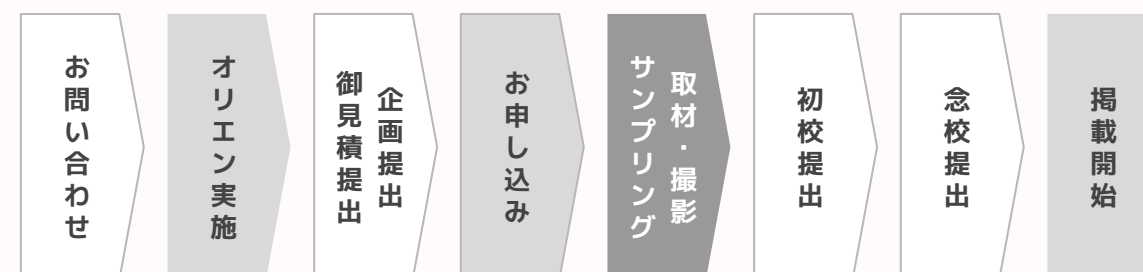 お問い合わせ
オリエン実施
企画提出
御見積提出
お申し込み
取材・撮影
サンプリング
初校提出
念校提出
掲載開始